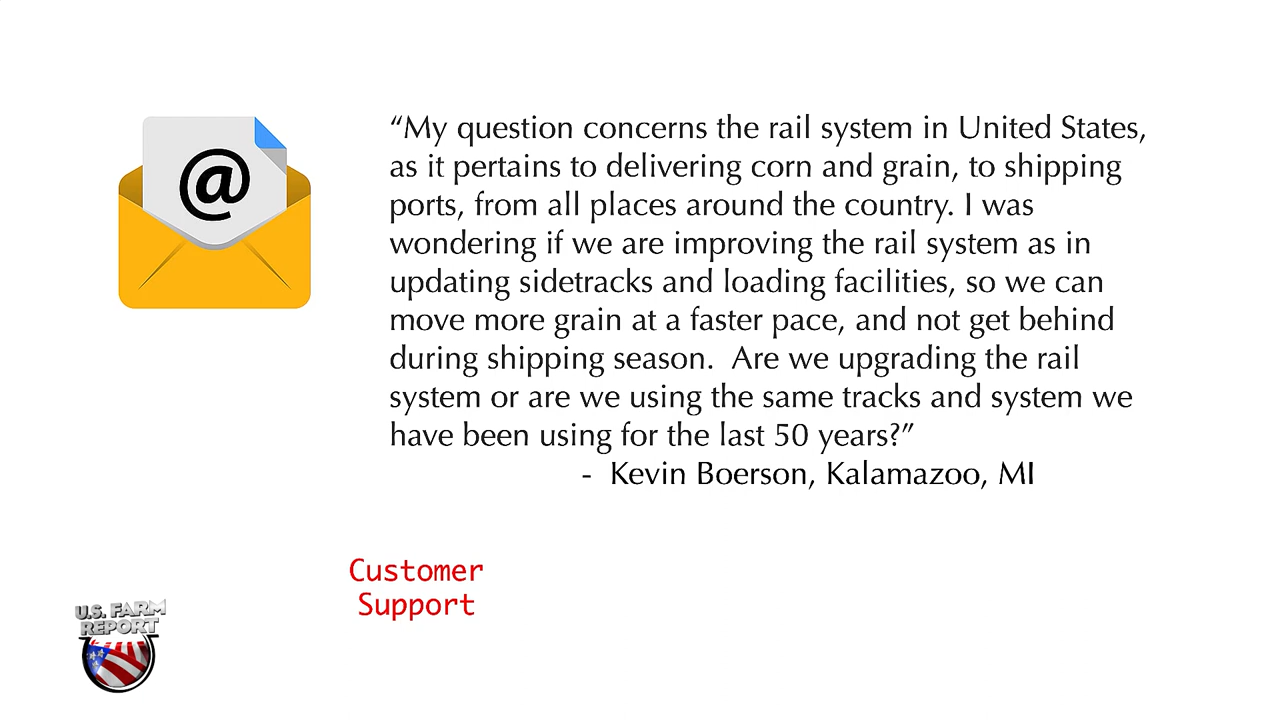 @
“My question concerns the rail system in United States,
as it pertains to delivering corn and grain, to shipping
ports, from all places around the country. I was
wondering if we are improving the rail system as in
updating sidetracks and loading facilities, so we can
move more grain at a faster pace, and not get behind
during shipping season.  Are we upgrading the rail
system or are we using the same tracks and system we
have been using for the last 50 years?”
-  Kevin Boerson, Kalamazoo, MI
Customer
Support
U.S. FARM
REPORT